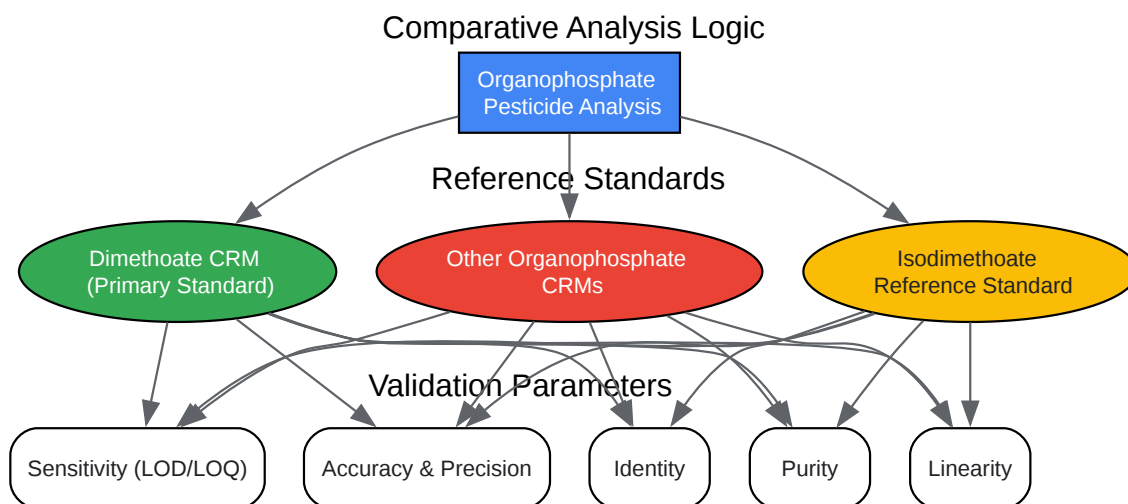 Comparative Analysis Logic
Organophosphate
Pesticide Analysis
Reference Standards
Dimethoate CRM
(Primary Standard)
Other Organophosphate
CRMs
Isodimethoate
Reference Standard
Validation Parameters
Sensitivity (LOD/LOQ)
Accuracy & Precision
Identity
Purity
Linearity